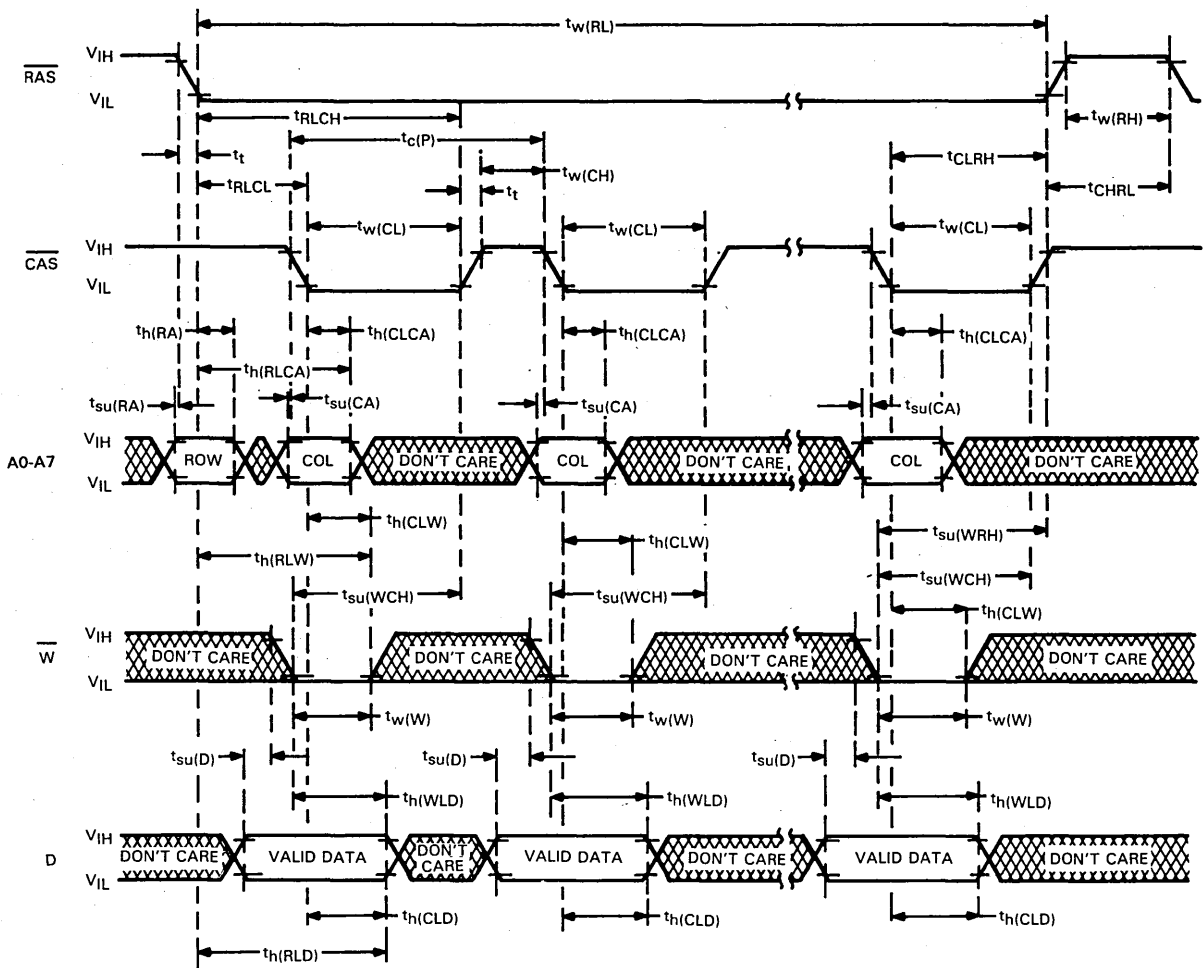 tw(RL)
VIH
RAS
VIL
tRLCH
tw(RH)
tc(P)
tt
tw(CH)
tCLRH
tRLCL
tt
tCHRL
tw(CL) tw(CL) tw(CL)
VIH
CAS
VIL
th(RA) th(CLCA) th(CLCA) th(CLCA)
th(RLCA)
tsu(RA) tsu(CA) tsu(CA) tsu(CA)
VIH
A0-A7 ROW COL DON'T CARE COL DON'T CARE COL DON'T CARE
VIL
th(CLW)
tsu(WRH)
th(CLW)
th(RLW)
tsu(WCH)
tsu(WCH) tsu(WCH)
th(CLW)
VIH
W DON'T CARE DON'T CARE DON'T CARE DON'T CARE
VIL
tw(W) tw(W) tw(W)
tsu(D) tsu(D) tsu(D)
th(WLD) th(WLD) th(WLD)
VIH
D DON'T CARE VALID DATA DON'T CARE VALID DATA DON'T CARE VALID DATA DON'T CARE
VIL
th(CLD) th(CLD) th(CLD)
th(RLD)